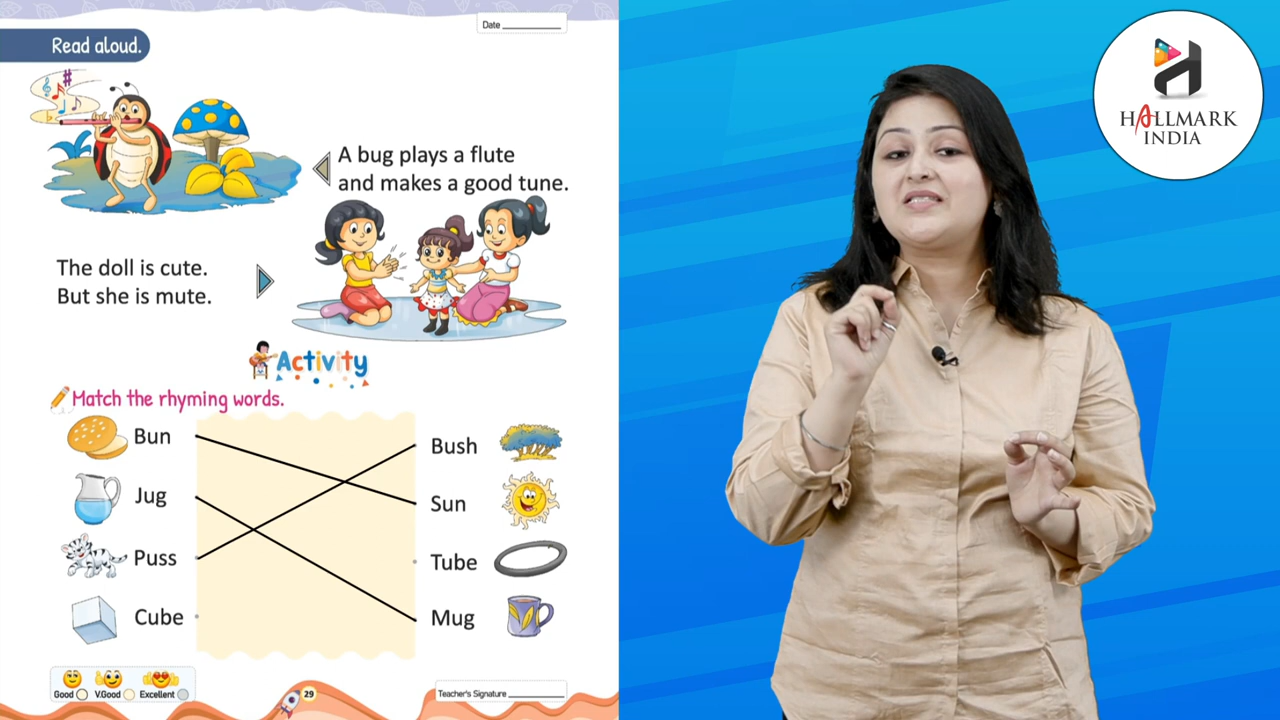 Date
Read aloud.
A bug plays a flute
and makes a good tune.
The doll is cute.
But she is mute.
Activity
Match the rhyming words.
Bun
Bush
Jug
Sun
Puss
Tube
Cube
Mug
Good
V.Good
Excellent
29
Teacher's Signature
HALLMARK
INDIA